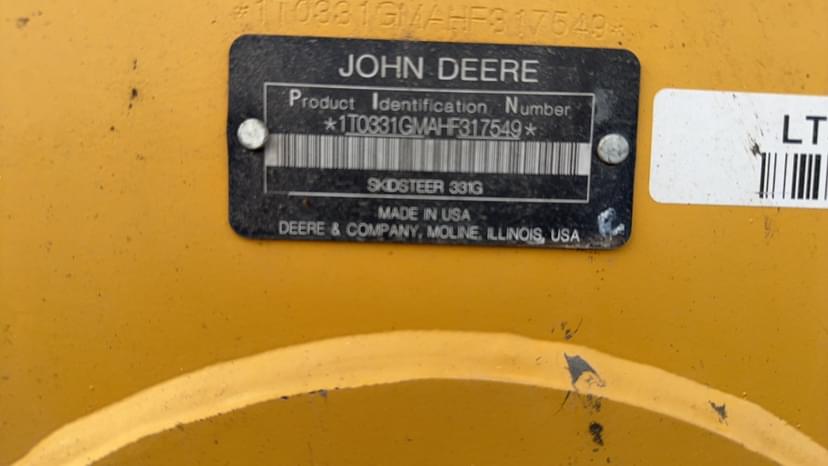 *1T0331GMAHF317549*
JOHN DEERE
Product Identification Number
*1T0331GMAHF317549*
SKIDSTEER 331G
MADE IN USA
DEERE & COMPANY, MOLINE, ILLINOIS, USA
LT